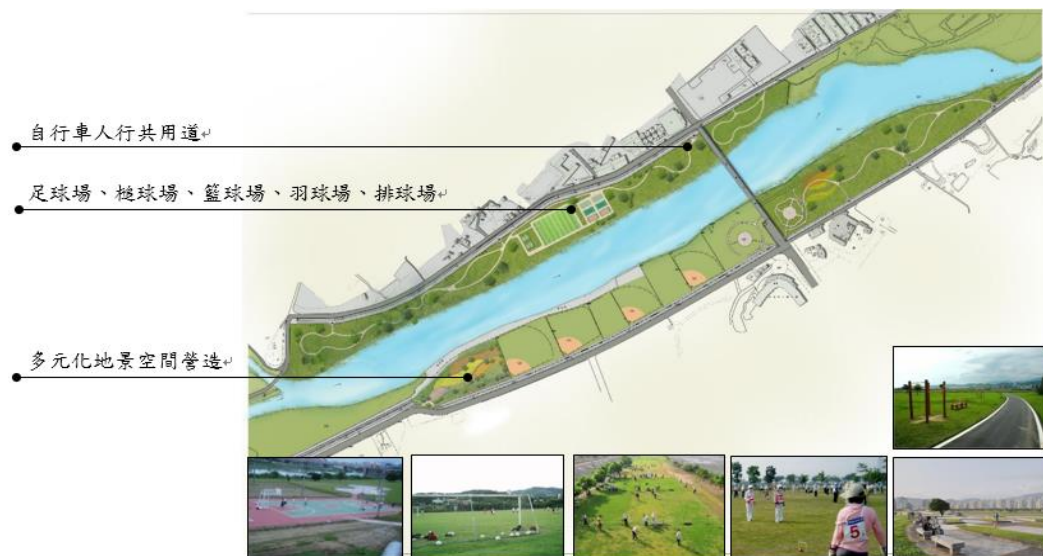 自行車人行共用道
足球場、槌球場、籃球場、羽球場、排球場
多元化地景空間營造
5